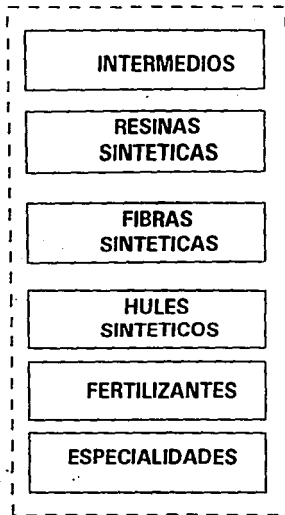 INTERMEDIOS
RESINAS
SINTETICAS
FIBRAS
SINTETICAS
HULES
SINTETICOS
FERTILIZANTES
ESPECIALIDADES